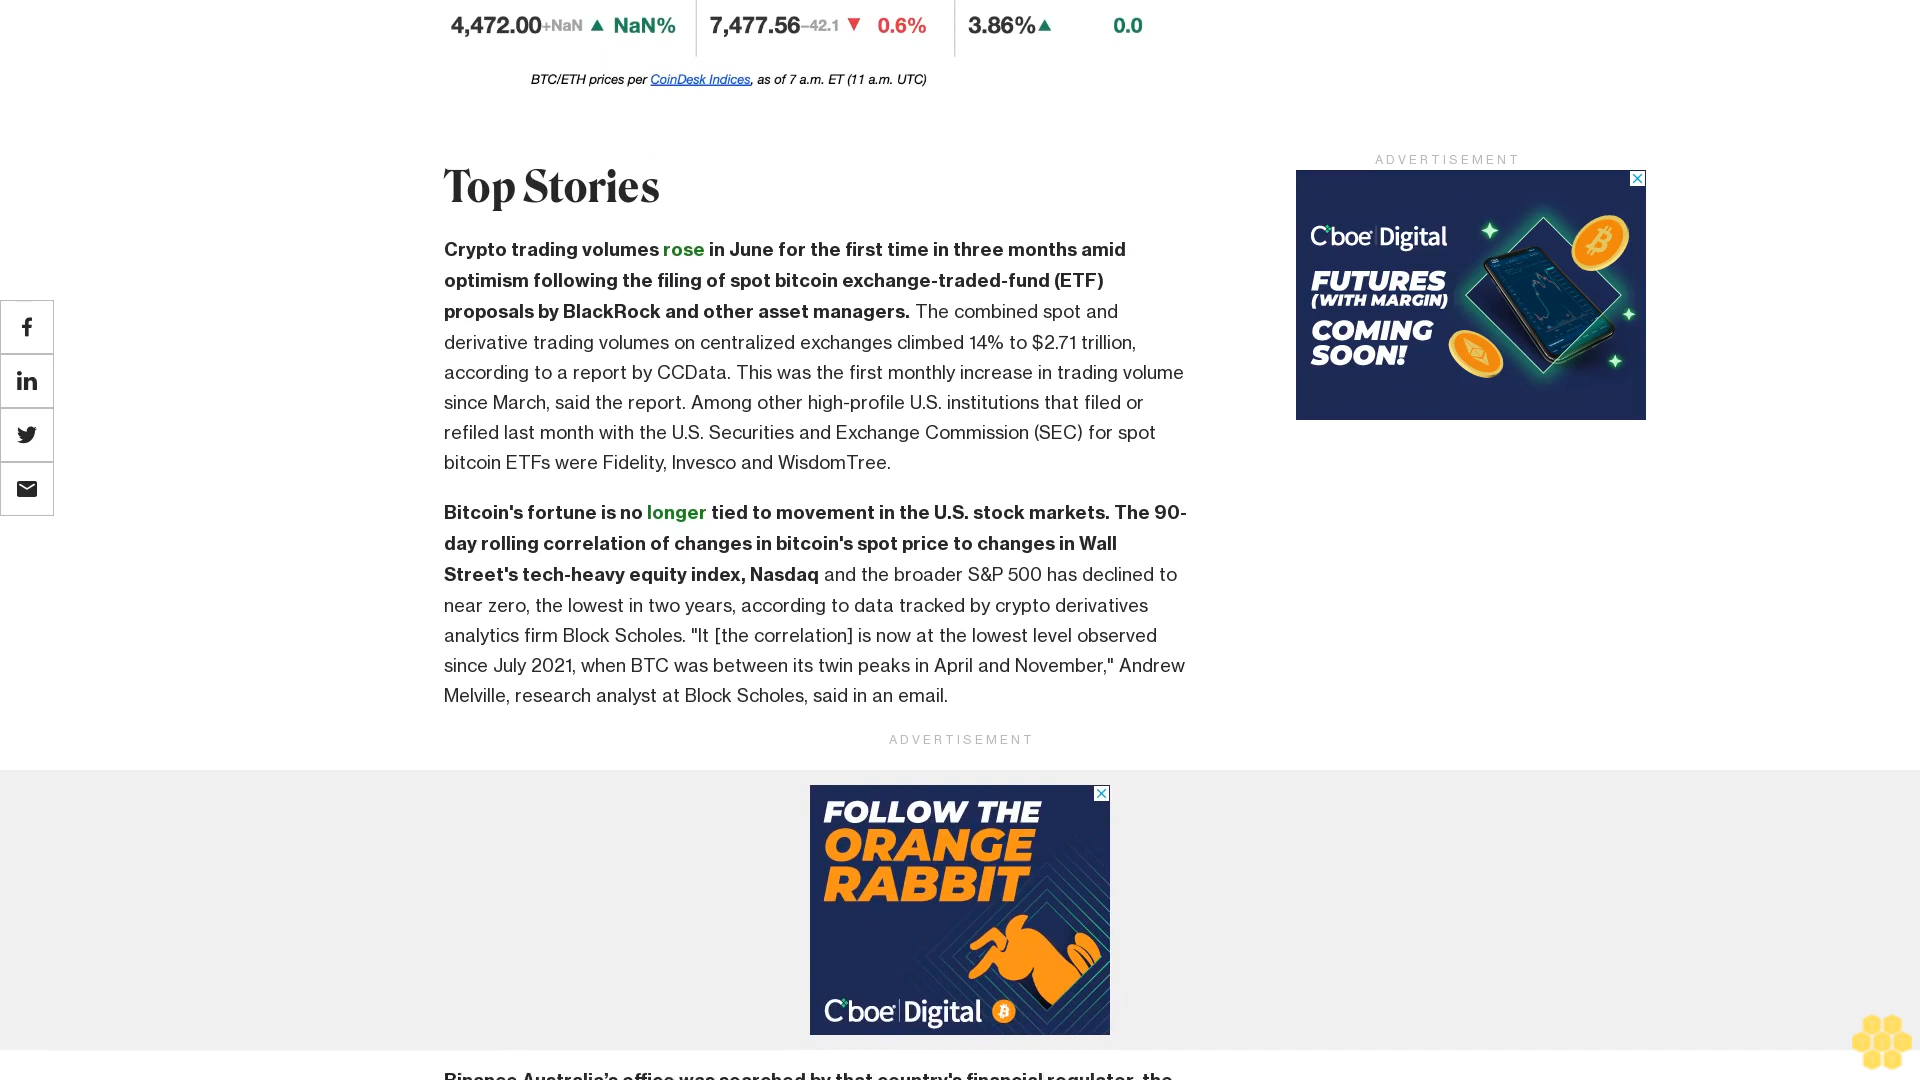 4,472.00+NaN ▲ NaN% 7,477.56–42.1 ▼ 0.6% 3.86%▲ 0.0
BTC/ETH prices per CoinDesk Indices, as of 7 a.m. ET (11 a.m. UTC)
Top Stories
Crypto trading volumes rose in June for the first time in three months amid
optimism following the filing of spot bitcoin exchange-traded-fund (ETF)
proposals by BlackRock and other asset managers. The combined spot and
derivative trading volumes on centralized exchanges climbed 14% to $2.71 trillion,
according to a report by CCData. This was the first monthly increase in trading volume
since March, said the report. Among other high-profile U.S. institutions that filed or
refiled last month with the U.S. Securities and Exchange Commission (SEC) for spot
bitcoin ETFs were Fidelity, Invesco and WisdomTree.
Bitcoin's fortune is no longer tied to movement in the U.S. stock markets. The 90-
day rolling correlation of changes in bitcoin's spot price to changes in Wall
Street's tech-heavy equity index, Nasdaq and the broader S&P 500 has declined to
near zero, the lowest in two years, according to data tracked by crypto derivatives
analytics firm Block Scholes. "It [the correlation] is now at the lowest level observed
since July 2021, when BTC was between its twin peaks in April and November," Andrew
Melville, research analyst at Block Scholes, said in an email.
ADVERTISEMENT
Cboe Digital
FUTURES
(WITH MARGIN)
COMING
SOON!
ADVERTISEMENT
FOLLOW THE
ORANGE
RABBIT
Cboe Digital
Binance Australia's office was searched by that country's financial regulator, the